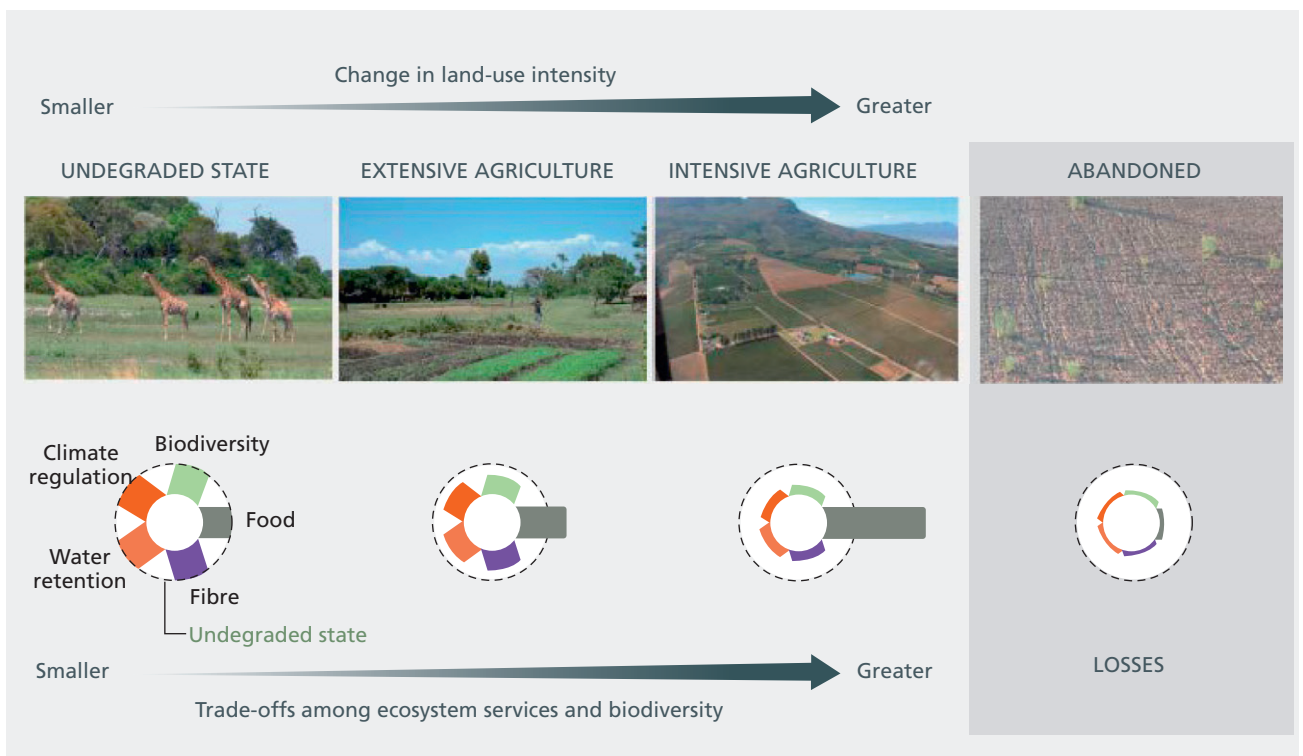 Change in land-use intensity
Smaller
Greater
UNDEGRADED STATE
EXTENSIVE AGRICULTURE
INTENSIVE AGRICULTURE
ABANDONED
Climate
regulation
Biodiversity
Food
Water
retention
Fibre
Undegraded state
Smaller
Greater
LOSSES
Trade-offs among ecosystem services and biodiversity